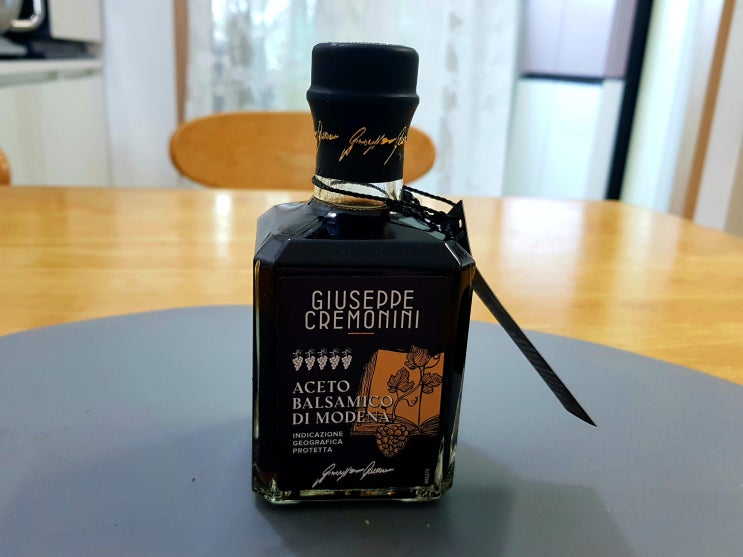 GIUSEPPE
CREMONINI
ACETO
BALSAMICO
DI MODENA
INDICAZIONE
GEOGRAFICA
PROTETTA